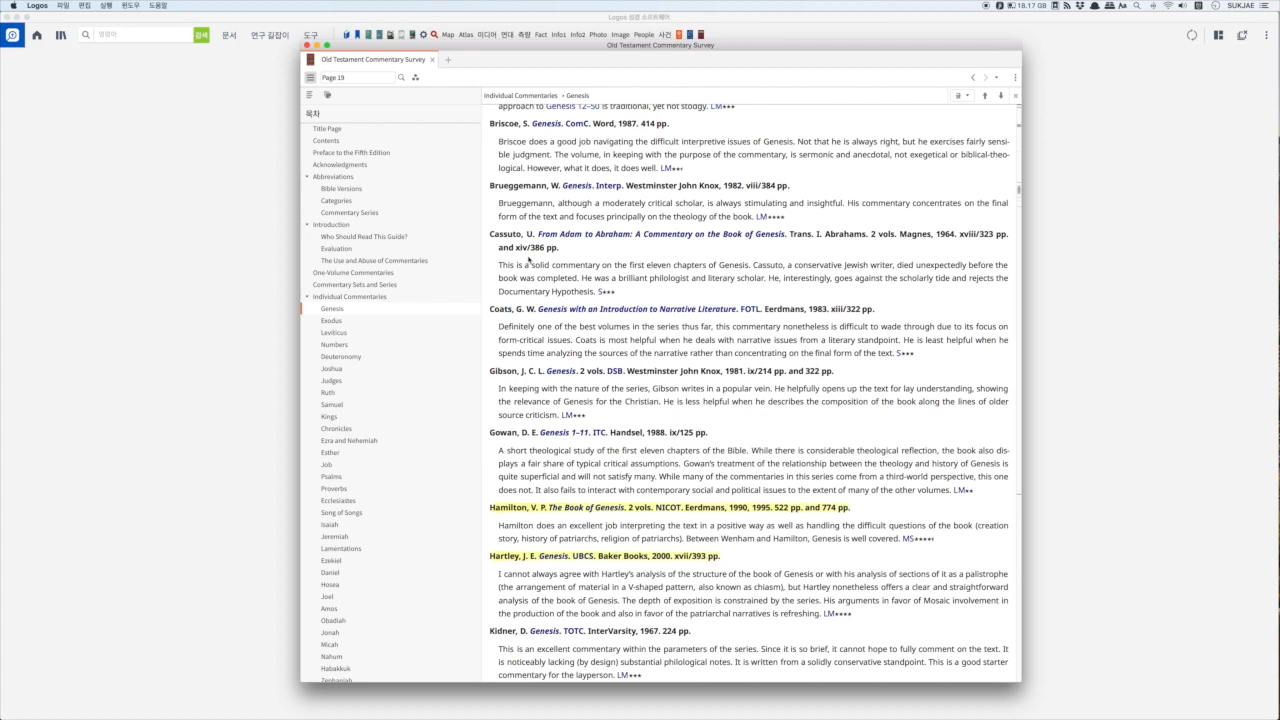 Logos 파일 편집 실행 윈도우 도움말
18.17 GB
SUKJAE
Logos 성경 소프트웨어
명령어 검색
문서 연구 길잡이 도구
Map Atlas 미디어 연대 측량 Fact Info1 Info2 Photo Image People 사건
Old Testament Commentary Survey
Old Testament Commentary Survey
Page 19
목차
Title Page
Contents
Preface to the Fifth Edition
Acknowledgments
Abbreviations
Bible Versions
Categories
Commentary Series
Introduction
Who Should Read This Guide?
Evaluation
The Use and Abuse of Commentaries
One-Volume Commentaries
Commentary Sets and Series
Individual Commentaries
Genesis
Exodus
Leviticus
Numbers
Deuteronomy
Joshua
Judges
Ruth
Samuel
Kings
Chronicles
Ezra and Nehemiah
Esther
Job
Psalms
Proverbs
Ecclesiastes
Song of Songs
Isaiah
Jeremiah
Lamentations
Ezekiel
Daniel
Hosea
Joel
Amos
Obadiah
Jonah
Micah
Nahum
Habakkuk
Zephaniah
Individual Commentaries › Genesis
글
approach to Genesis 12–50 is traditional, yet not stodgy. LM★★★
Briscoe, S. Genesis. ComC. Word, 1987. 414 pp.
Briscoe does a good job navigating the difficult interpretive issues of Genesis. Not that he is always right, but he exercises fairly sensi-
ble judgment. The volume, in keeping with the purpose of the commentary, is sermonic and anecdotal, not exegetical or biblical-theo-
logical. However, what it does, it does well. LM★★
Brueggemann, W. Genesis. Interp. Westminster John Knox, 1982. viii/384 pp.
Brueggemann, although a moderately critical scholar, is always stimulating and insightful. His commentary concentrates on the final
form of the text and focuses principally on the theology of the book. LM★★★★
Cassuto, U. From Adam to Abraham: A Commentary on the Book of Genesis. Trans. I. Abrahams. 2 vols. Magnes, 1964. xviii/323 pp.
and xiv/386 pp.
This is a solid commentary on the first eleven chapters of Genesis. Cassuto, a conservative Jewish writer, died unexpectedly before the
book was completed. He was a brilliant philologist and literary scholar. He, interestingly, goes against the scholarly tide and rejects the
Documentary Hypothesis. S★★★
Coats, G. W. Genesis with an Introduction to Narrative Literature. FOTL. Eerdmans, 1983. xiii/322 pp.
Definitely one of the best volumes in the series thus far, this commentary nonetheless is difficult to wade through due to its focus on
form-critical issues. Coats is most helpful when he deals with narrative issues from a literary standpoint. He is least helpful when he
spends time analyzing the sources of the narrative rather than concentrating on the final form of the text. S★★★
Gibson, J. C. L. Genesis. 2 vols. DSB. Westminster John Knox, 1981. ix/214 pp. and 322 pp.
In keeping with the nature of the series, Gibson writes in a popular vein. He helpfully opens up the text for lay understanding, showing
the relevance of Genesis for the Christian. He is less helpful when he describes the composition of the book along the lines of older
source criticism. LM★★★
Gowan, D. E. Genesis 1–11. ITC. Handsel, 1988. ix/125 pp.
A short theological study of the first eleven chapters of the Bible. While there is considerable theological reflection, the book also dis-
plays a fair share of typical critical assumptions. Gowan's treatment of the relationship between the theology and history of Genesis is
quite superficial and will not satisfy many. While many of the commentaries in this series come from a third-world perspective, this one
does not. It also fails to interact with contemporary social and political issues to the extent of many of the other volumes. LM★★
Hamilton, V. P. The Book of Genesis. 2 vols. NICOT. Eerdmans, 1990, 1995. 522 pp. and 774 pp.
Hamilton does an excellent job interpreting the text in a positive way as well as handling the difficult questions of the book (creation
story, history of patriarchs, religion of patriarchs). Between Wenham and Hamilton, Genesis is well covered. MS★★★★
Hartley, J. E. Genesis. UBCS. Baker Books, 2000. xvii/393 pp.
I cannot always agree with Hartley's analysis of the structure of the book of Genesis or with his analysis of sections of it as a palistrophe
(the arrangement of material in a V-shaped pattern, also known as chiasm), but Hartley nonetheless offers a clear and straightforward
analysis of the book of Genesis. The depth of exposition is constrained by the series. His arguments in favor of Mosaic involvement in
the production of the book and also in favor of the patriarchal narratives is refreshing. LM★★★★
Kidner, D. Genesis. TOTC. InterVarsity, 1967. 224 pp.
This is an excellent commentary within the parameters of the series. Since it is so brief, it cannot hope to fully comment on the text. It
is noticeably lacking (by design) substantial philological notes. It is written from a solidly conservative standpoint. This is a good starter
commentary for the layperson. LM★★★